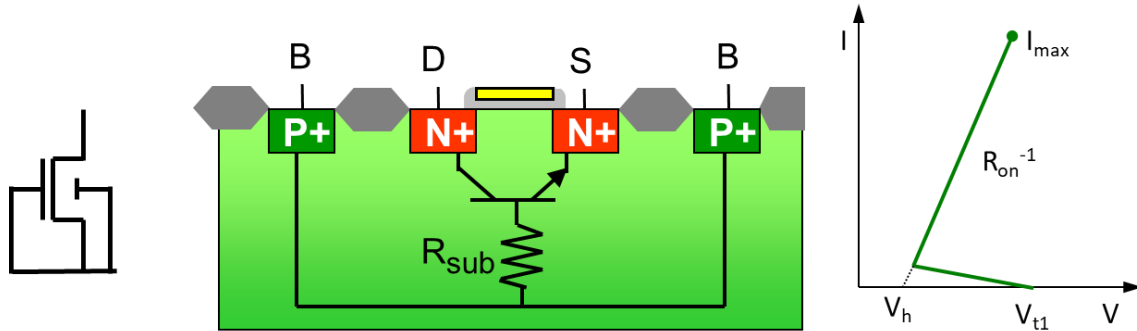 B D S B
P+ N+ N+ P+
Rsub
I
Imax
Ron-1
Vh Vt1 V